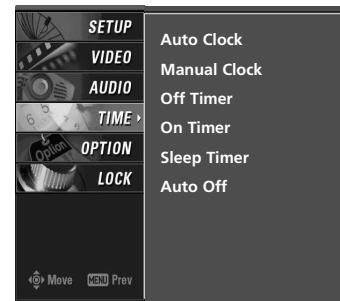 SETUP
VIDEO
AUDIO
TIME
OPTION
LOCK
Move MENU Prev
Auto Clock
Manual Clock
Off Timer
On Timer
Sleep Timer
Auto Off